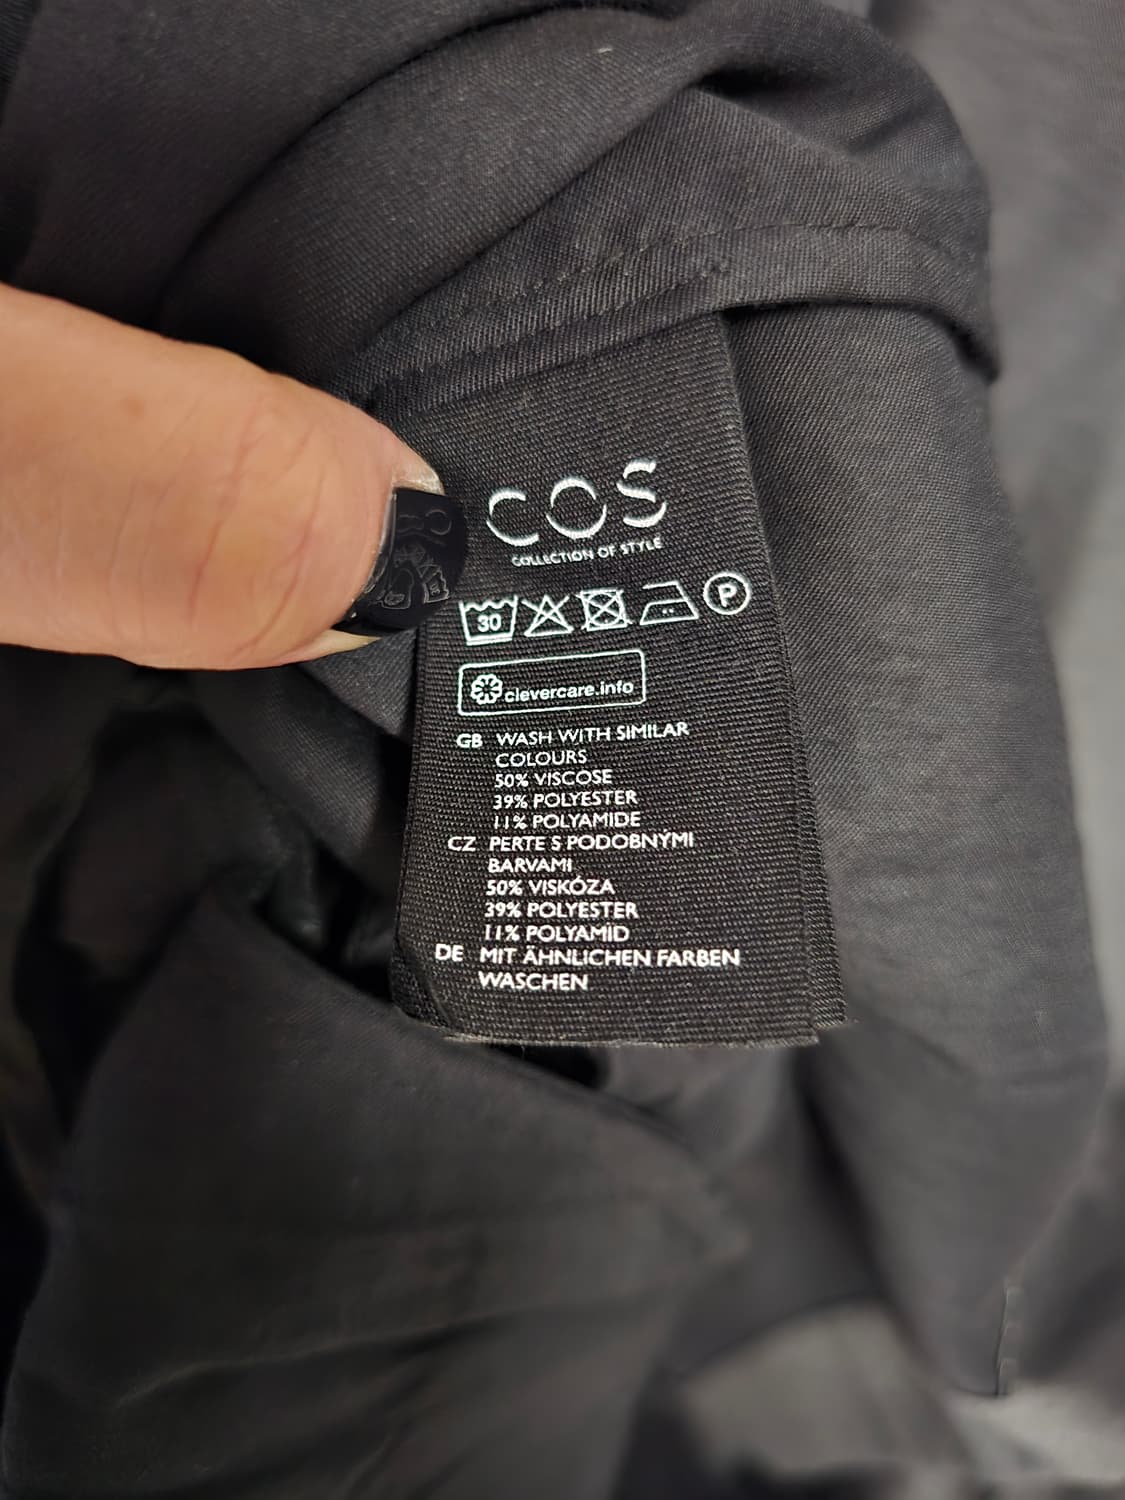 COS
COLLECTION OF STYLE
30 P
clevercare.info
GB WASH WITH SIMILAR
COLOURS
50% VISCOSE
39% POLYESTER
11% POLYAMIDE
CZ PERTE S PODOBNÝMI
BARVAMI
50% VISKÓZA
39% POLYESTER
11% POLYAMID
DE MIT ÄHNLICHEN FARBEN
WASCHEN